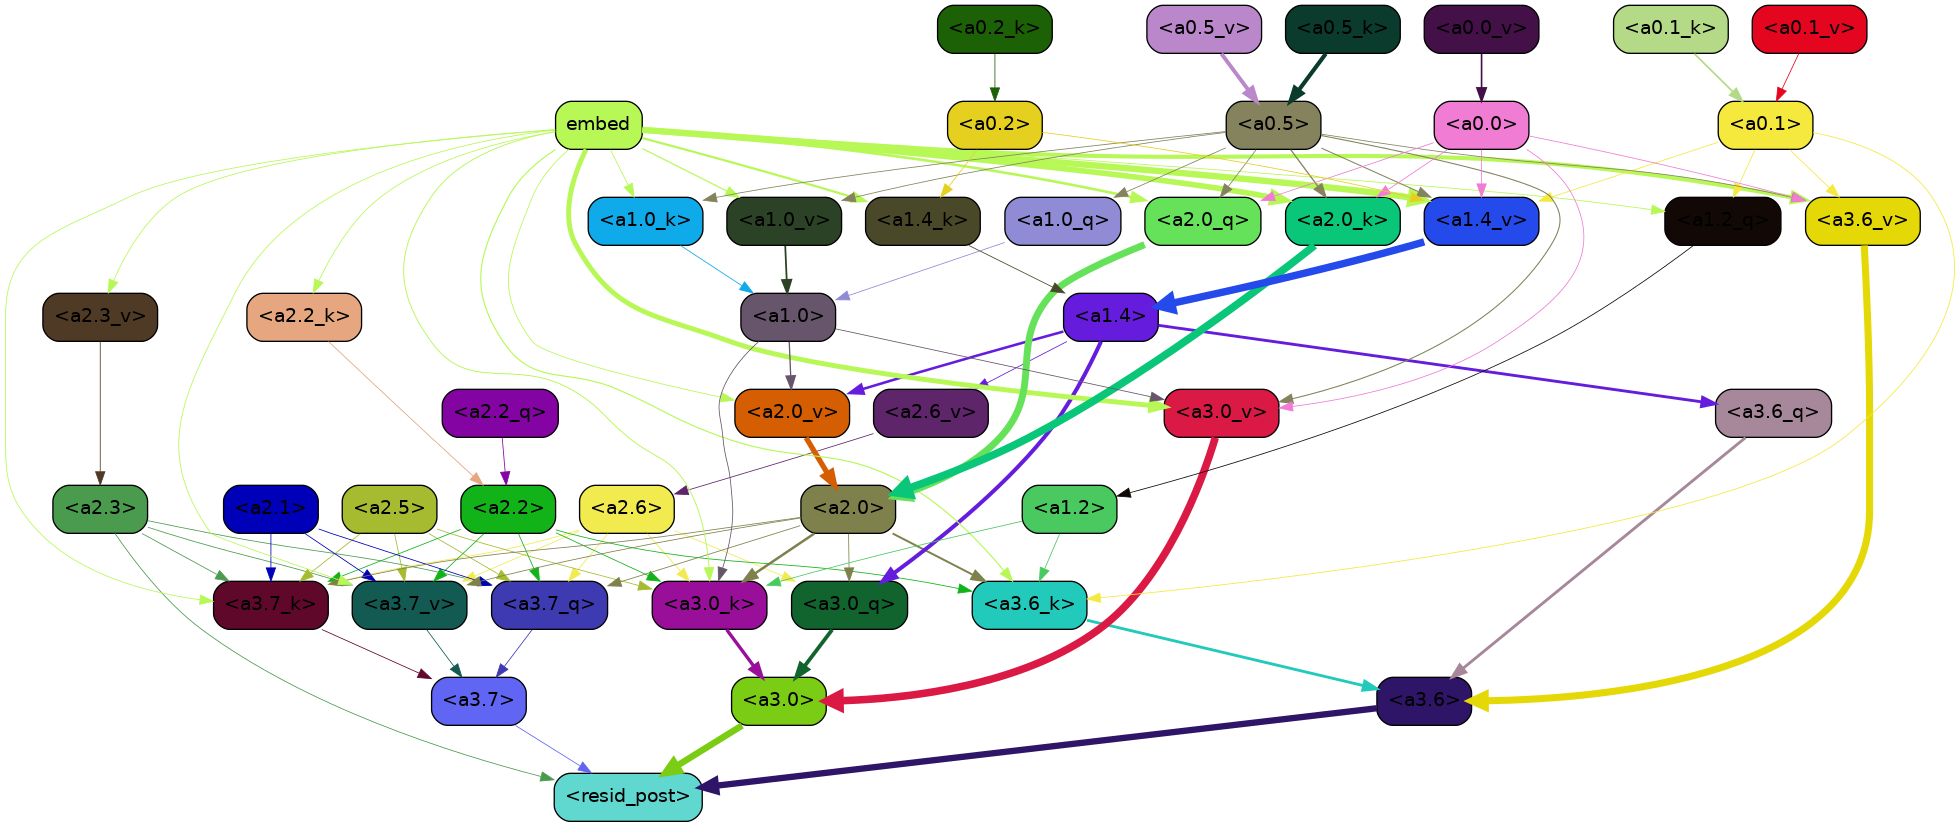 <a0.2_k> <a0.5_v> <a0.5_k> <a0.0_v> <a0.1_k> <a0.1_v>
embed <a0.2> <a0.5> <a0.0> <a0.1>
<a1.0_k> <a1.0_v> <a1.4_k> <a1.0_q> <a2.0_q> <a2.0_k> <a1.4_v> <a1.2_q> <a3.6_v>
<a2.3_v> <a2.2_k> <a1.0> <a1.4>
<a2.2_q> <a2.0_v> <a2.6_v> <a3.0_v> <a3.6_q>
<a2.3> <a2.1> <a2.5> <a2.2> <a2.6> <a2.0> <a1.2>
<a3.7_k> <a3.7_v> <a3.7_q> <a3.0_k> <a3.0_q> <a3.6_k>
<a3.7> <a3.0> <a3.6>
<resid_post>